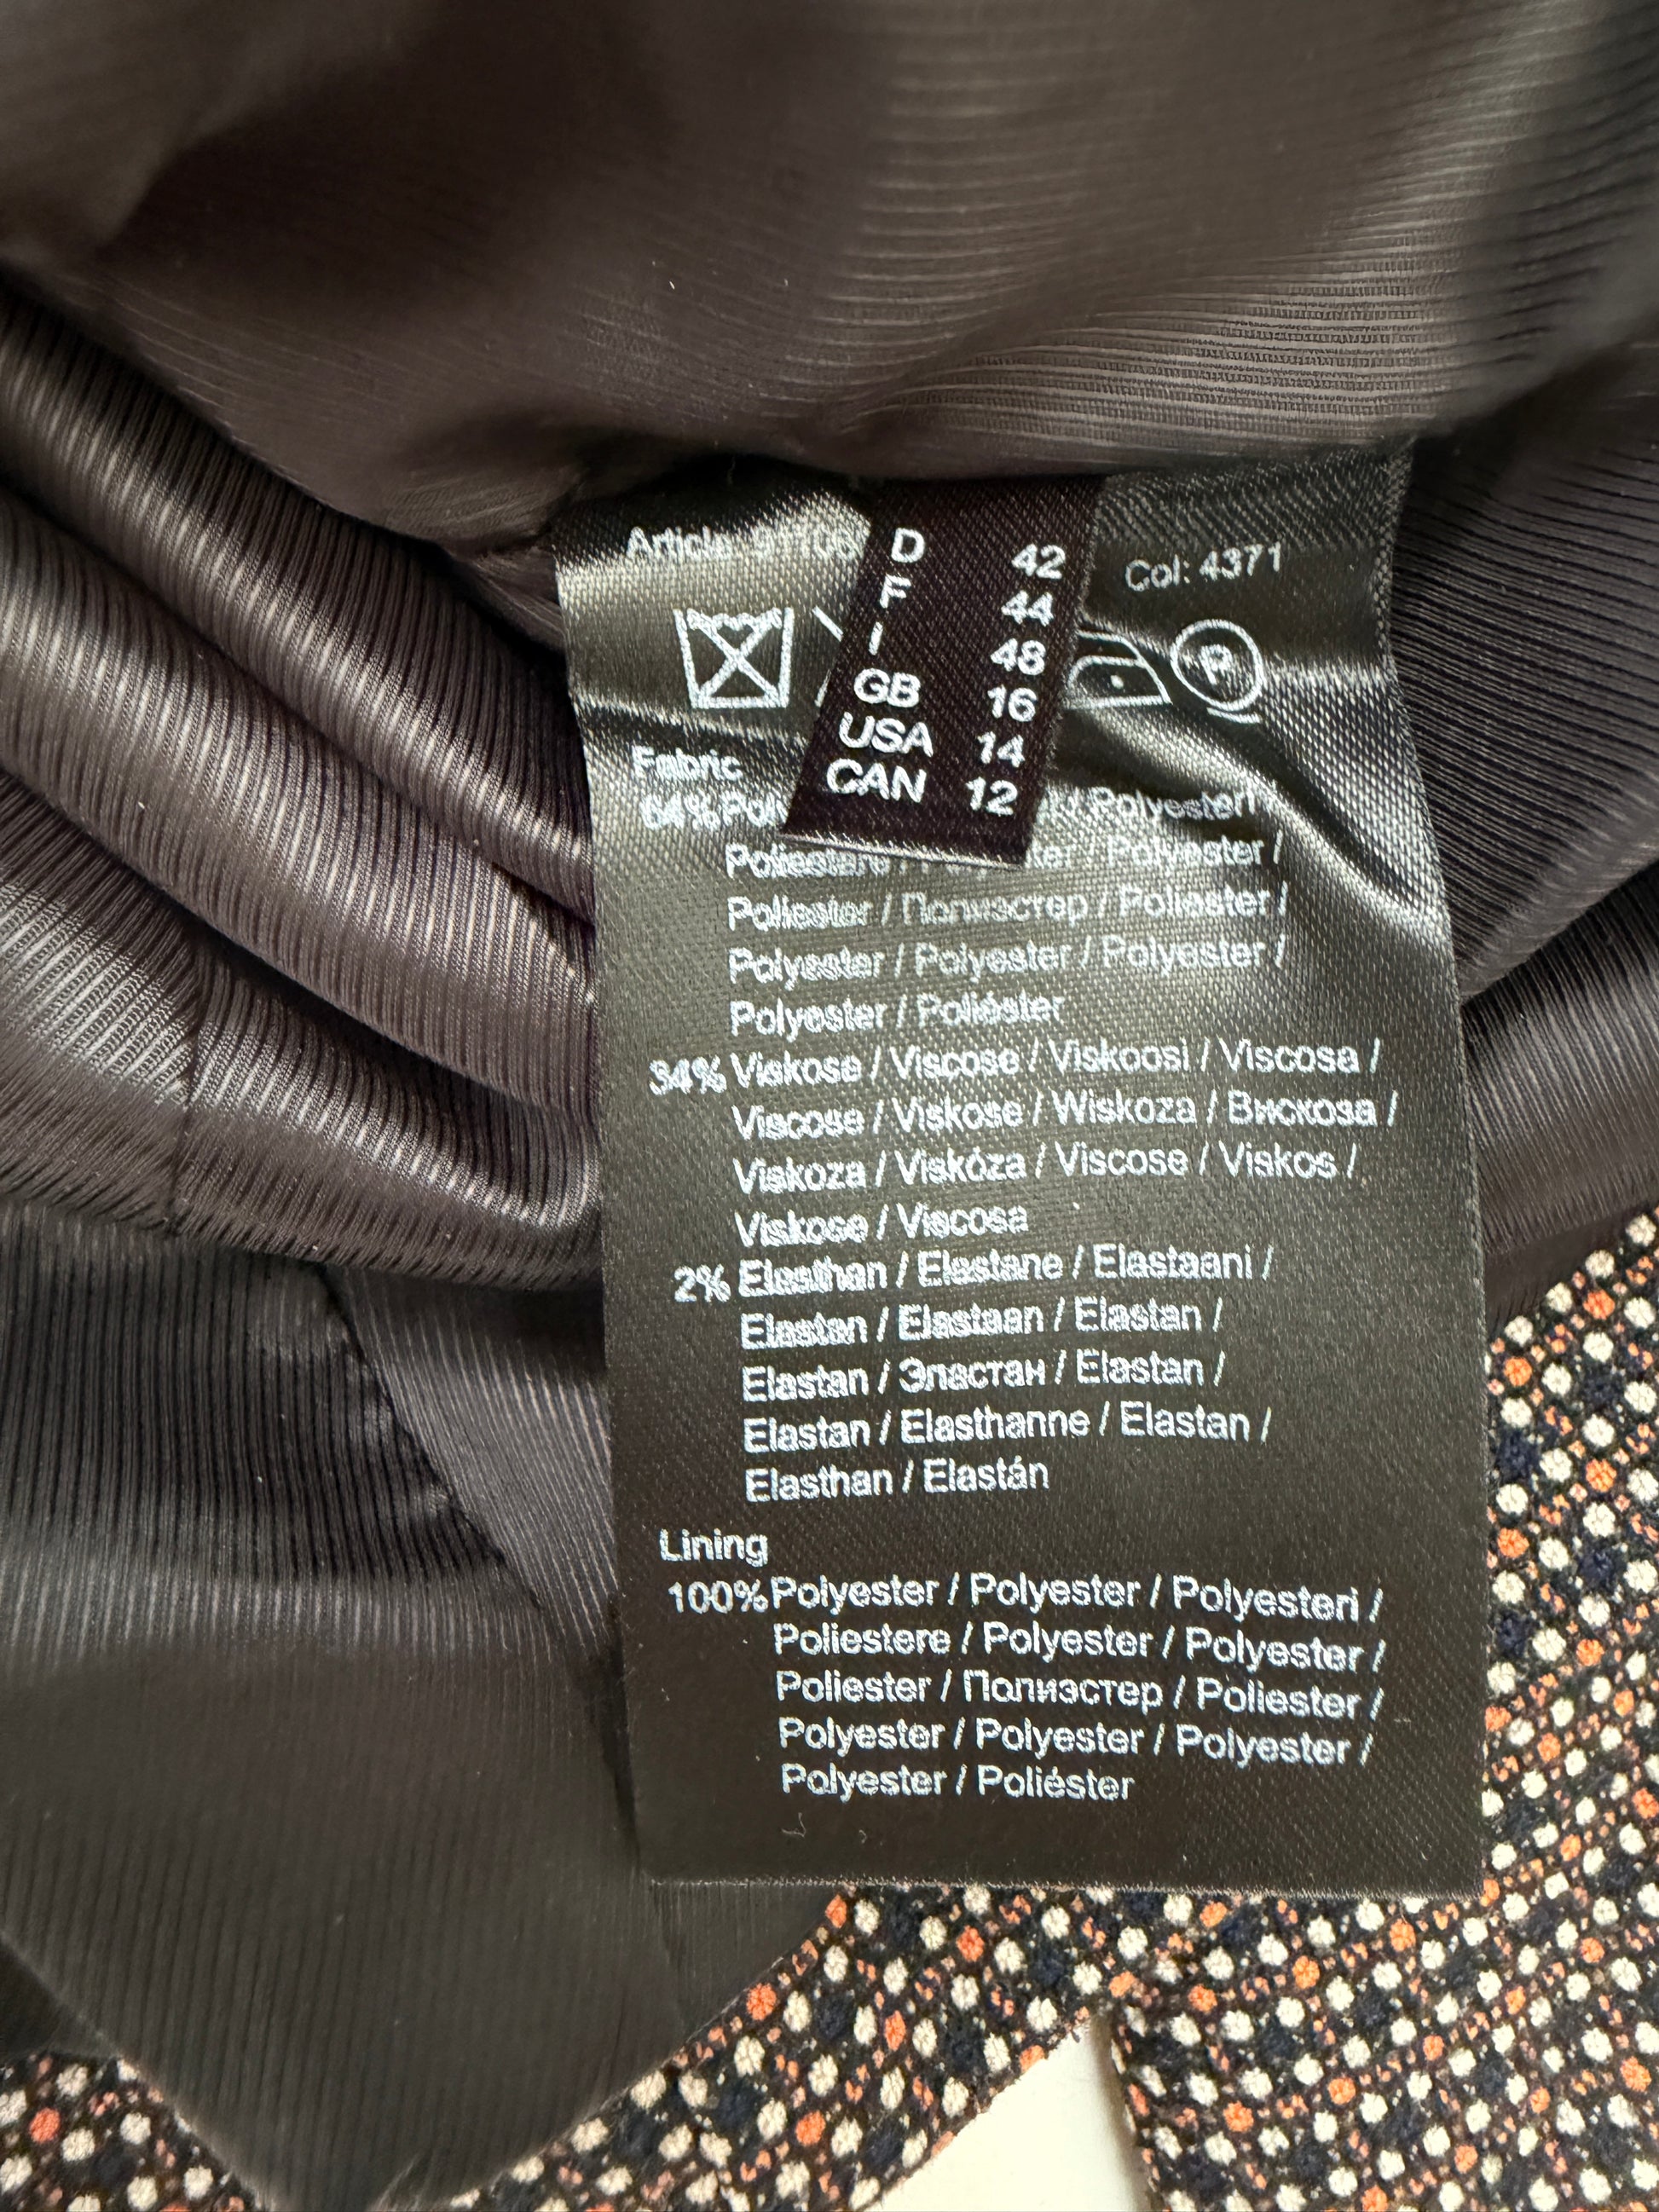 Article
D 42
F 44
I 48
GB 16
USA 14
CAN 12
Col: 4371
P
Fabric
64% Polyesteri
Poliestere / / Polyester /
Poliester / Полиэстер / Poliester /
Polyester / Polyester / Polyester /
Polyester / Poliéster
34% Viskose / Viscose / Viskoosi / Viscosa /
Viscose / Viskose / Wiskoza / Вискоза /
Viskoza / Viskóza / Viscose / Viskos /
Viskose / Viscosa
2% Elasthan / Elastane / Elastaani /
Elastan / Elastaan / Elastan /
Elastan / Эластан / Elastan /
Elastan / Elasthanne / Elastan /
Elasthan / Elastán
Lining
100% Polyester / Polyester / Polyesteri /
Poliestere / Polyester / Polyester /
Poliester / Полиэстер / Poliester /
Polyester / Polyester / Polyester /
Polyester / Poliéster